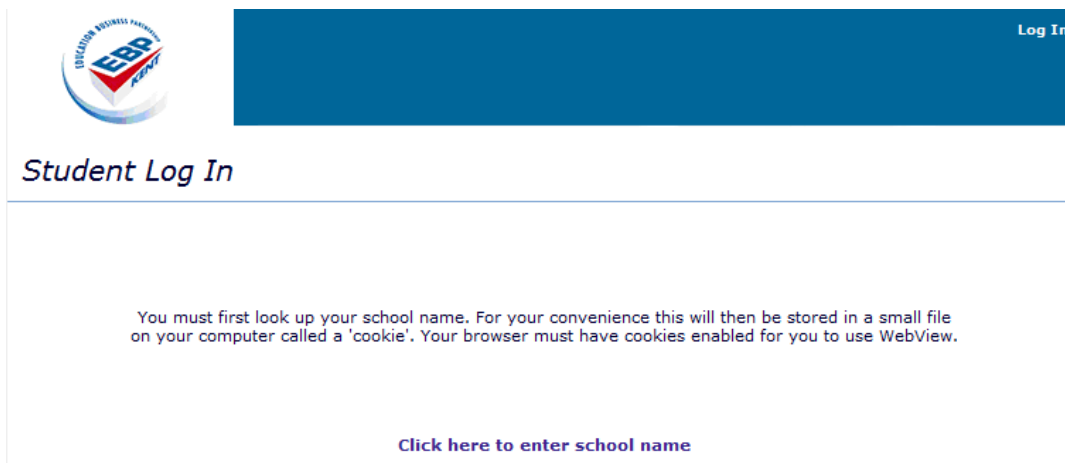 EDUCATION BUSINESS PARTNERSHIP
EBP
KENT
Log In
Student Log In
You must first look up your school name. For your convenience this will then be stored in a small file
on your computer called a 'cookie'. Your browser must have cookies enabled for you to use WebView.
Click here to enter school name